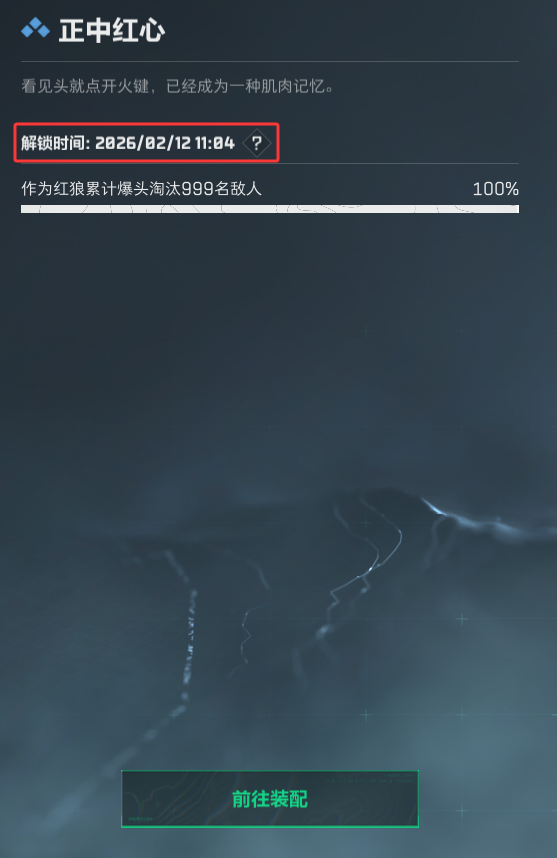 正中红心
看见头就点开火键，已经成为一种肌肉记忆。
解锁时间: 2026/02/12 11:04 ?
作为红狼累计爆头淘汰999名敌人 100%
前往装配